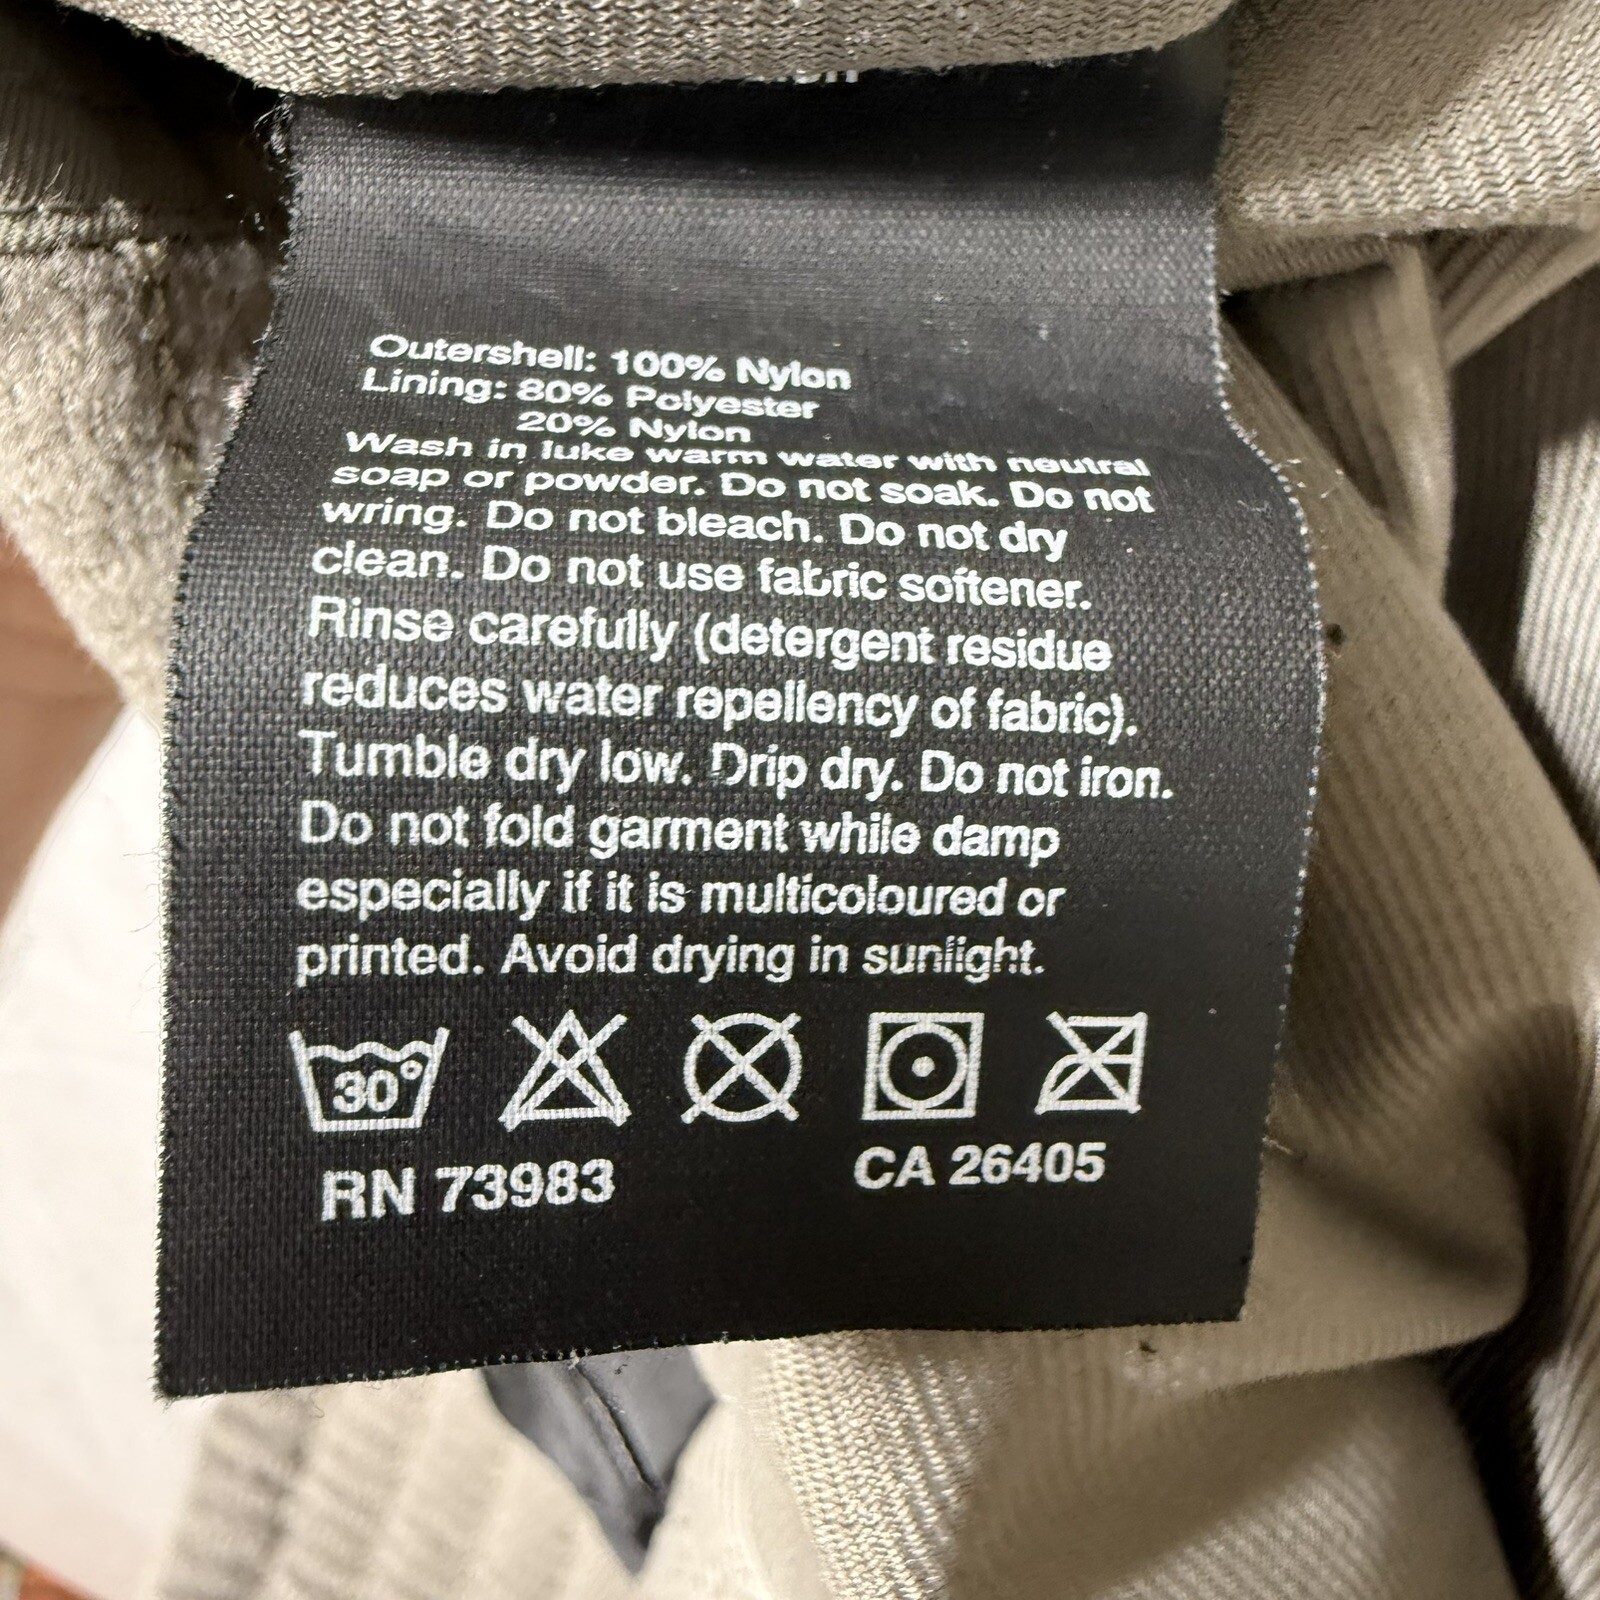 Outershell: 100% Nylon
Lining: 80% Polyester
20% Nylon
Wash in luke warm water with neutral
soap or powder. Do not soak. Do not
wring. Do not bleach. Do not dry
clean. Do not use fabric softener.
Rinse carefully (detergent residue
reduces water repellency of fabric).
Tumble dry low. Drip dry. Do not iron.
Do not fold garment while damp
especially if it is multicoloured or
printed. Avoid drying in sunlight.
30°
RN 73983 CA 26405